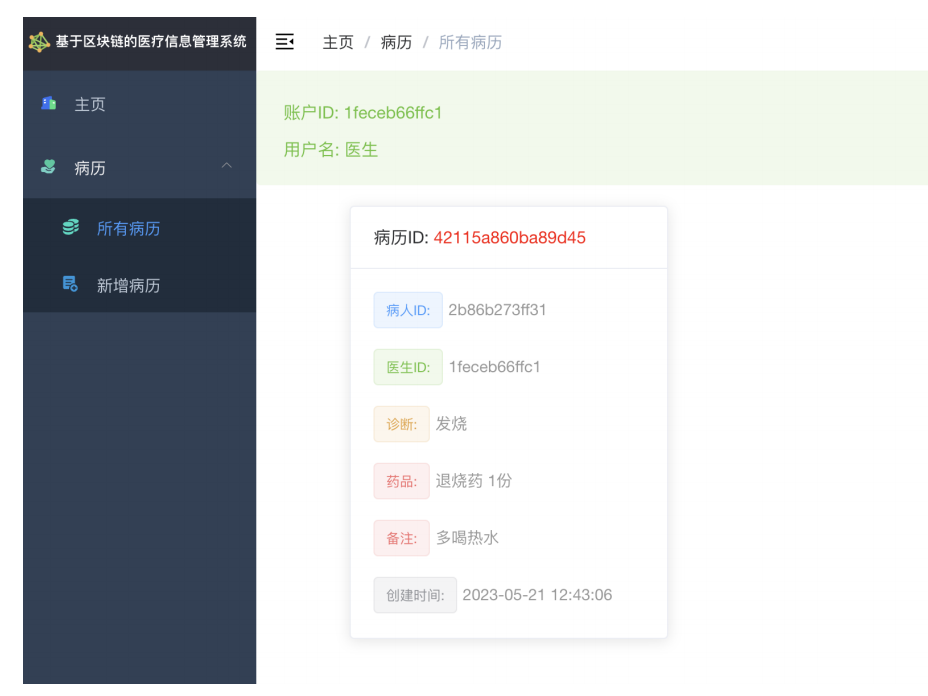 基于区块链的医疗信息管理系统
主页 / 病历 / 所有病历
主页
病历
所有病历
新增病历
账户ID: 1feceb66ffc1
用户名: 医生
病历ID: 42115a860ba89d45
病人ID: 2b86b273ff31
医生ID: 1feceb66ffc1
诊断: 发烧
药品: 退烧药 1份
备注: 多喝热水
创建时间: 2023-05-21 12:43:06